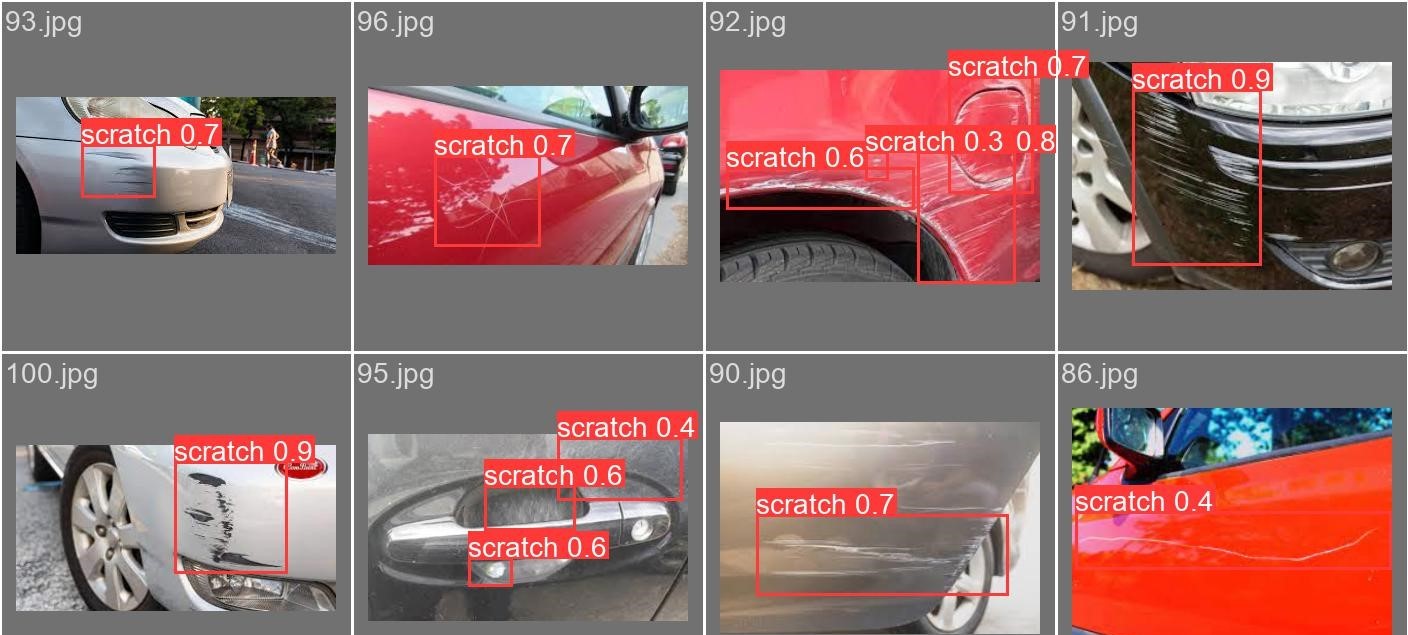 93.jpg
scratch 0.7
96.jpg
scratch 0.7
92.jpg
scratch 0.7
scratch 0.3
0.8
scratch 0.6
91.jpg
scratch 0.9
100.jpg
scratch 0.9
95.jpg
scratch 0.4
scratch 0.6
scratch 0.6
90.jpg
scratch 0.7
86.jpg
scratch 0.4